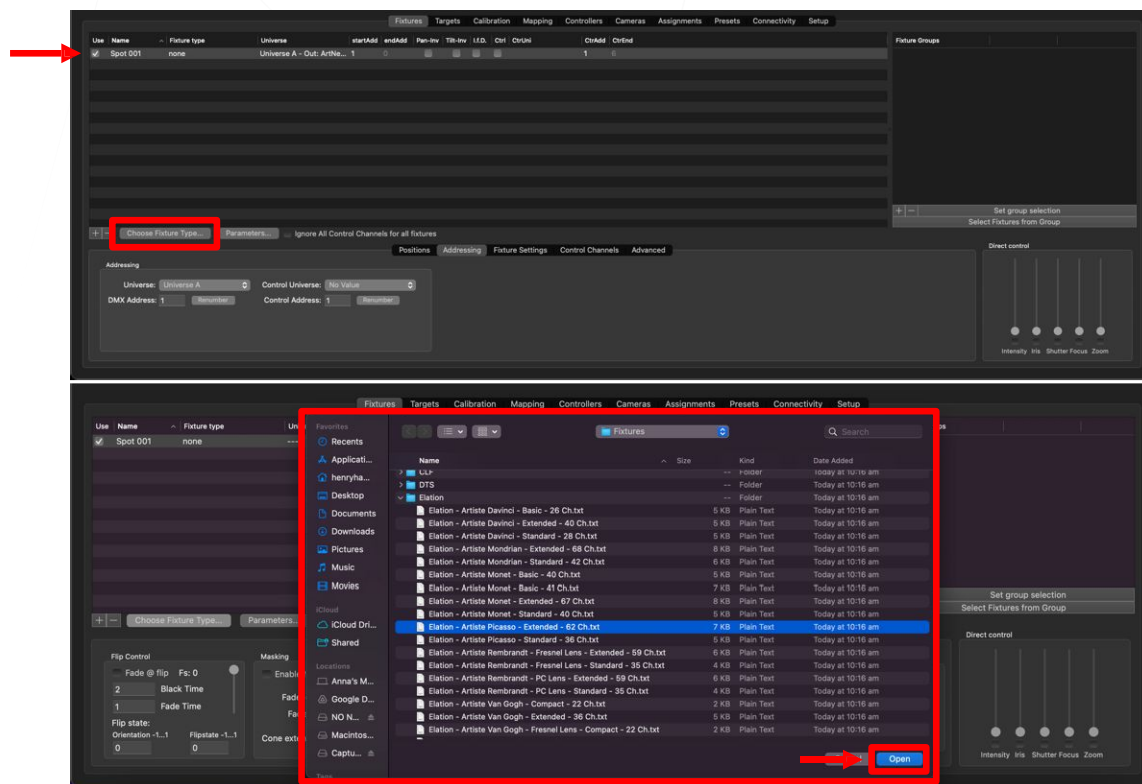 Fixtures Targets Calibration Mapping Controllers Cameras Assignments Presets Connectivity Setup
Use Name Fixture type Universe startAdd endAdd Pan-Inv Tilt-Inv I.f.D. Ctrl CtrUni CtrAdd CtrEnd
Fixture Groups
Spot 001 none Universe A - Out: ArtNe... 1 0 1 0
+ - Set group selection
Select Fixtures from Group
+ - Choose Fixture Type... Parameters... Ignore All Control Channels for all fixtures
Positions Addressing Fixture Settings Control Channels Advanced
Direct control
Addressing
Universe: Universe A Control Universe: No Value
DMX Address: 1 Renumber Control Address: 1 Renumber
Intensity Iris Shutter Focus Zoom
Fixtures Targets Calibration Mapping Controllers Cameras Assignments Presets Connectivity Setup
Use Name Fixture type
Spot 001 none ---
Favorites
Recents
Applicati...
henryha...
Desktop
Documents
Downloads
Pictures
Music
Movies
iCloud
iCloud Dri...
Shared
Locations
Anna's M...
Google D...
NO N...
Macintos...
Captu...
Tags
Fixtures
Search
Name Size Kind Date Added
CLF -- Folder Today at 10:16 am
DTS -- Folder Today at 10:16 am
Elation -- Folder Today at 10:16 am
Elation - Artiste Davinci - Basic - 26 Ch.txt 5 KB Plain Text Today at 10:16 am
Elation - Artiste Davinci - Extended - 40 Ch.txt 5 KB Plain Text Today at 10:16 am
Elation - Artiste Davinci - Standard - 28 Ch.txt 5 KB Plain Text Today at 10:16 am
Elation - Artiste Mondrian - Extended - 68 Ch.txt 8 KB Plain Text Today at 10:16 am
Elation - Artiste Mondrian - Standard - 42 Ch.txt 6 KB Plain Text Today at 10:16 am
Elation - Artiste Monet - Basic - 40 Ch.txt 5 KB Plain Text Today at 10:16 am
Elation - Artiste Monet - Basic - 41 Ch.txt 7 KB Plain Text Today at 10:16 am
Elation - Artiste Monet - Extended - 67 Ch.txt 8 KB Plain Text Today at 10:16 am
Elation - Artiste Monet - Standard - 40 Ch.txt 5 KB Plain Text Today at 10:16 am
Elation - Artiste Picasso - Extended - 62 Ch.txt 7 KB Plain Text Today at 10:16 am
Elation - Artiste Picasso - Standard - 36 Ch.txt 5 KB Plain Text Today at 10:16 am
Elation - Artiste Rembrandt - Fresnel Lens - Extended - 59 Ch.txt 6 KB Plain Text Today at 10:16 am
Elation - Artiste Rembrandt - Fresnel Lens - Standard - 35 Ch.txt 4 KB Plain Text Today at 10:16 am
Elation - Artiste Rembrandt - PC Lens - Extended - 59 Ch.txt 6 KB Plain Text Today at 10:16 am
Elation - Artiste Rembrandt - PC Lens - Standard - 35 Ch.txt 4 KB Plain Text Today at 10:16 am
Elation - Artiste Van Gogh - Compact - 22 Ch.txt 2 KB Plain Text Today at 10:16 am
Elation - Artiste Van Gogh - Extended - 36 Ch.txt 5 KB Plain Text Today at 10:16 am
Elation - Artiste Van Gogh - Fresnel Lens - Compact - 22 Ch.txt 2 KB Plain Text Today at 10:16 am
Open
Set group selection
Select Fixtures from Group
+ - Choose Fixture Type... Parameters...
Direct control
Flip Control Masking
Fade @ flip Fs: 0
2 Black Time
1 Fade Time
Flip state:
Orientation -1...1 Flipstate -1...1
0 0
Intensity Iris Shutter Focus Zoom